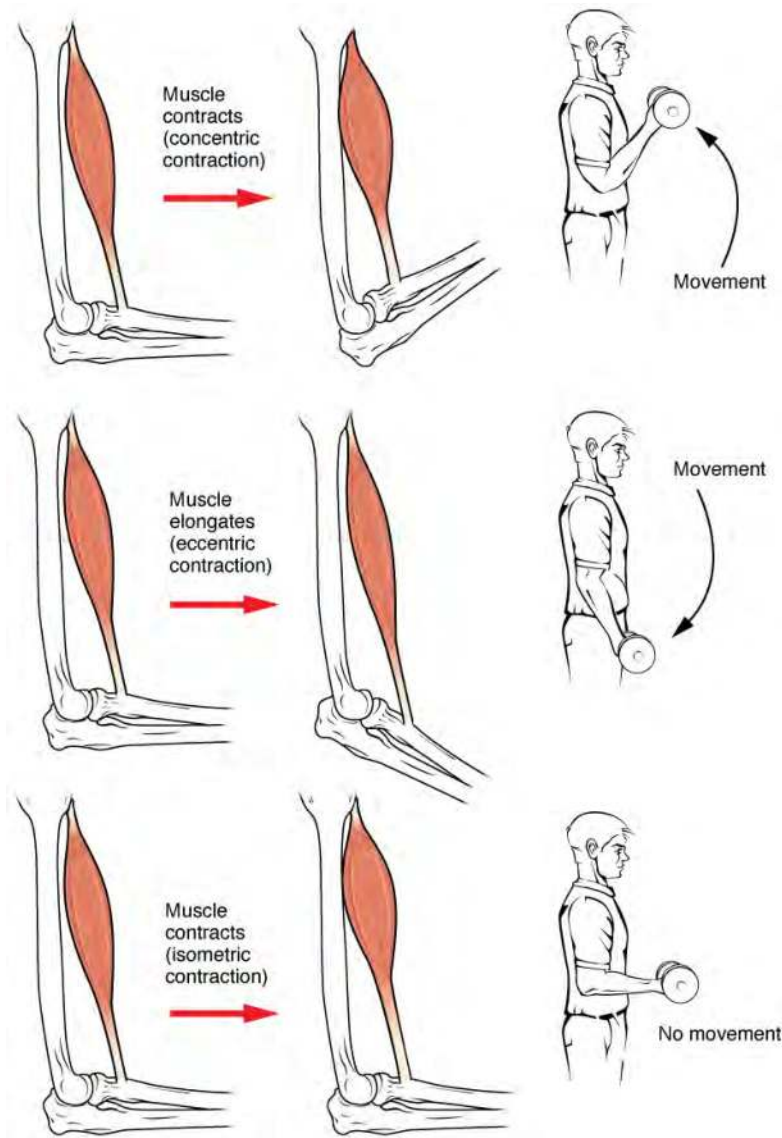 Muscle
contracts
(concentric
contraction)
Movement
Muscle
elongates
(eccentric
contraction)
Movement
Muscle
contracts
(isometric
contraction)
No movement